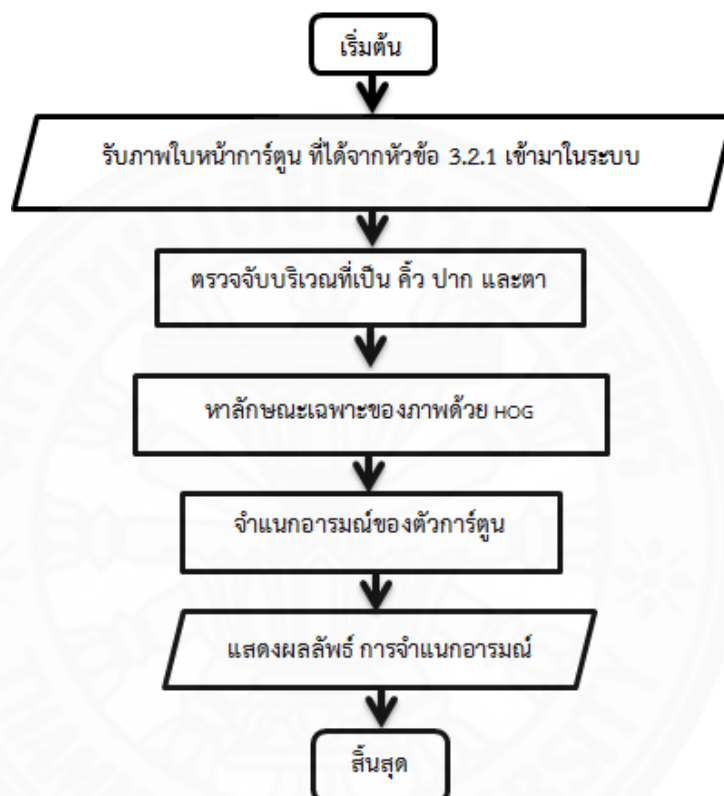 เริ่มต้น
รับภาพใบหน้าการ์ตูน ที่ได้จากหัวข้อ 3.2.1 เข้ามาในระบบ
ตรวจจับบริเวณที่เป็น คิ้ว ปาก และตา
หาลักษณะเฉพาะของภาพด้วย HOG
จำแนกอารมณ์ของตัวการ์ตูน
แสดงผลลัพธ์ การจำแนกอารมณ์
สิ้นสุด